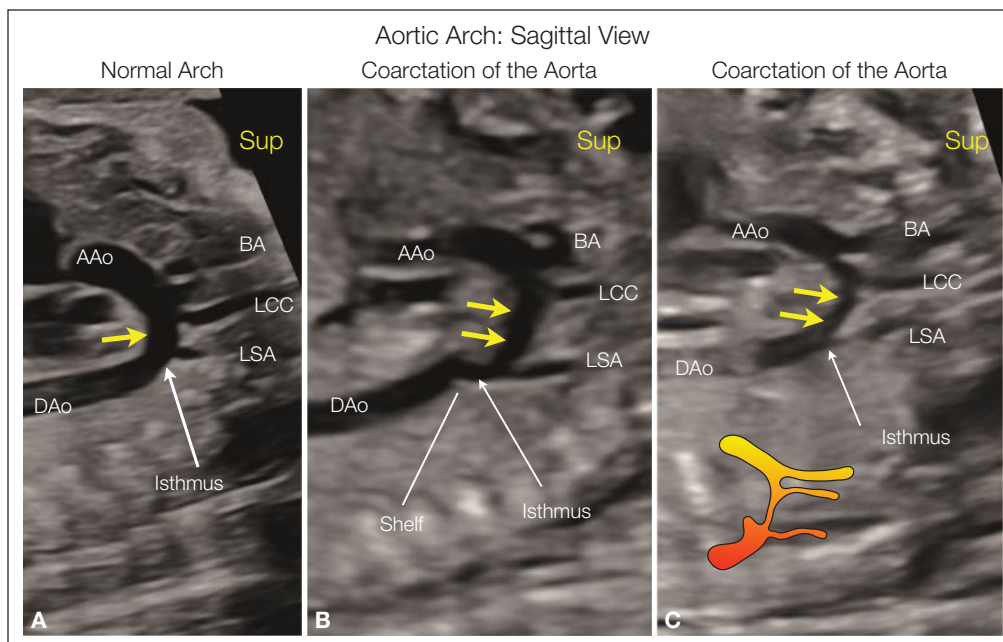 Aortic Arch: Sagittal View
Normal Arch
Coarctation of the Aorta
Coarctation of the Aorta
Sup
AAo
BA
LCC
LSA
DAo
Isthmus
A
Sup
AAo
BA
LCC
LSA
DAo
Shelf
Isthmus
B
Sup
AAo
BA
LCC
LSA
DAo
Isthmus
C